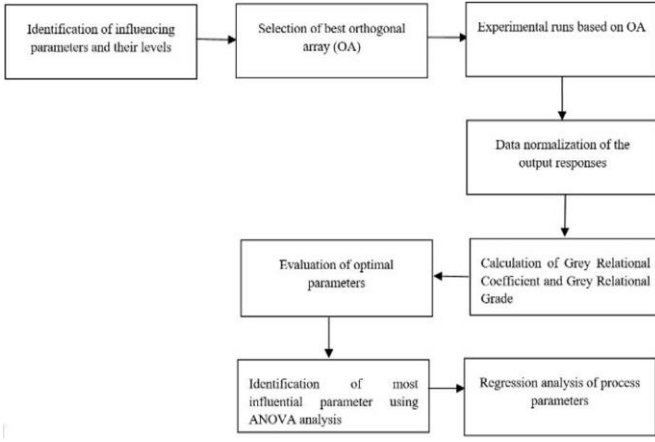 Identification of influencing
parameters and their levels
Selection of best orthogonal
array (OA)
Experimental runs based on OA
Data normalization of the
output responses
Calculation of Grey Relational
Coefficient and Grey Relational
Grade
Evaluation of optimal
parameters
Identification of most
influential parameter using
ANOVA analysis
Regression analysis of process
parameters